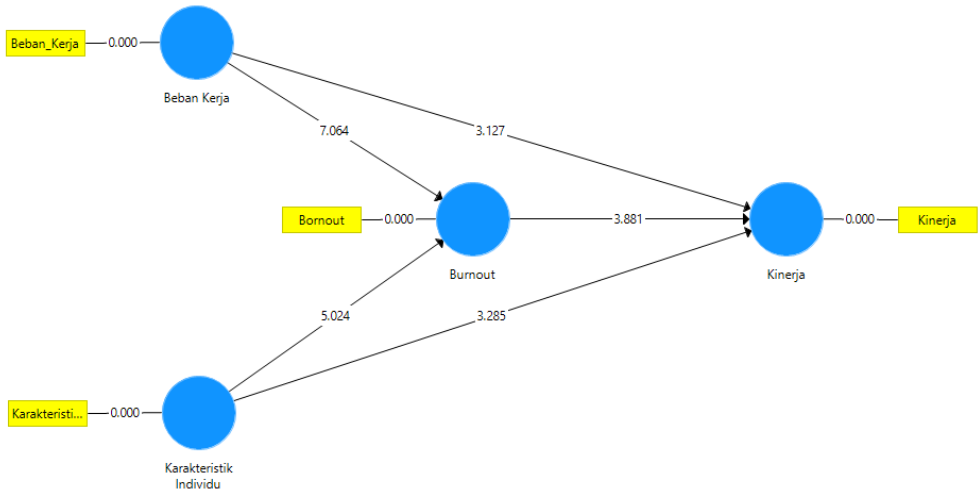 Beban_Kerja
0.000
Beban Kerja
7.064
3.127
Bornout
0.000
Burnout
3.881
0.000
Kinerja
Kinerja
5.024
3.285
Karakteristi...
0.000
Karakteristik
Individu